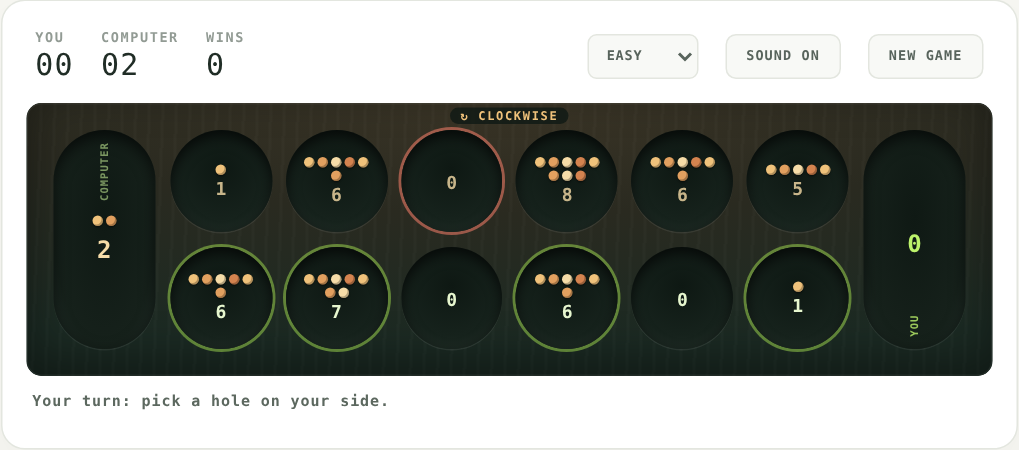 YOU COMPUTER WINS
00 02 0
EASY SOUND ON NEW GAME
↻ CLOCKWISE
COMPUTER
2
1 6 0 8 6 5
0
YOU
6 7 0 6 0 1
Your turn: pick a hole on your side.